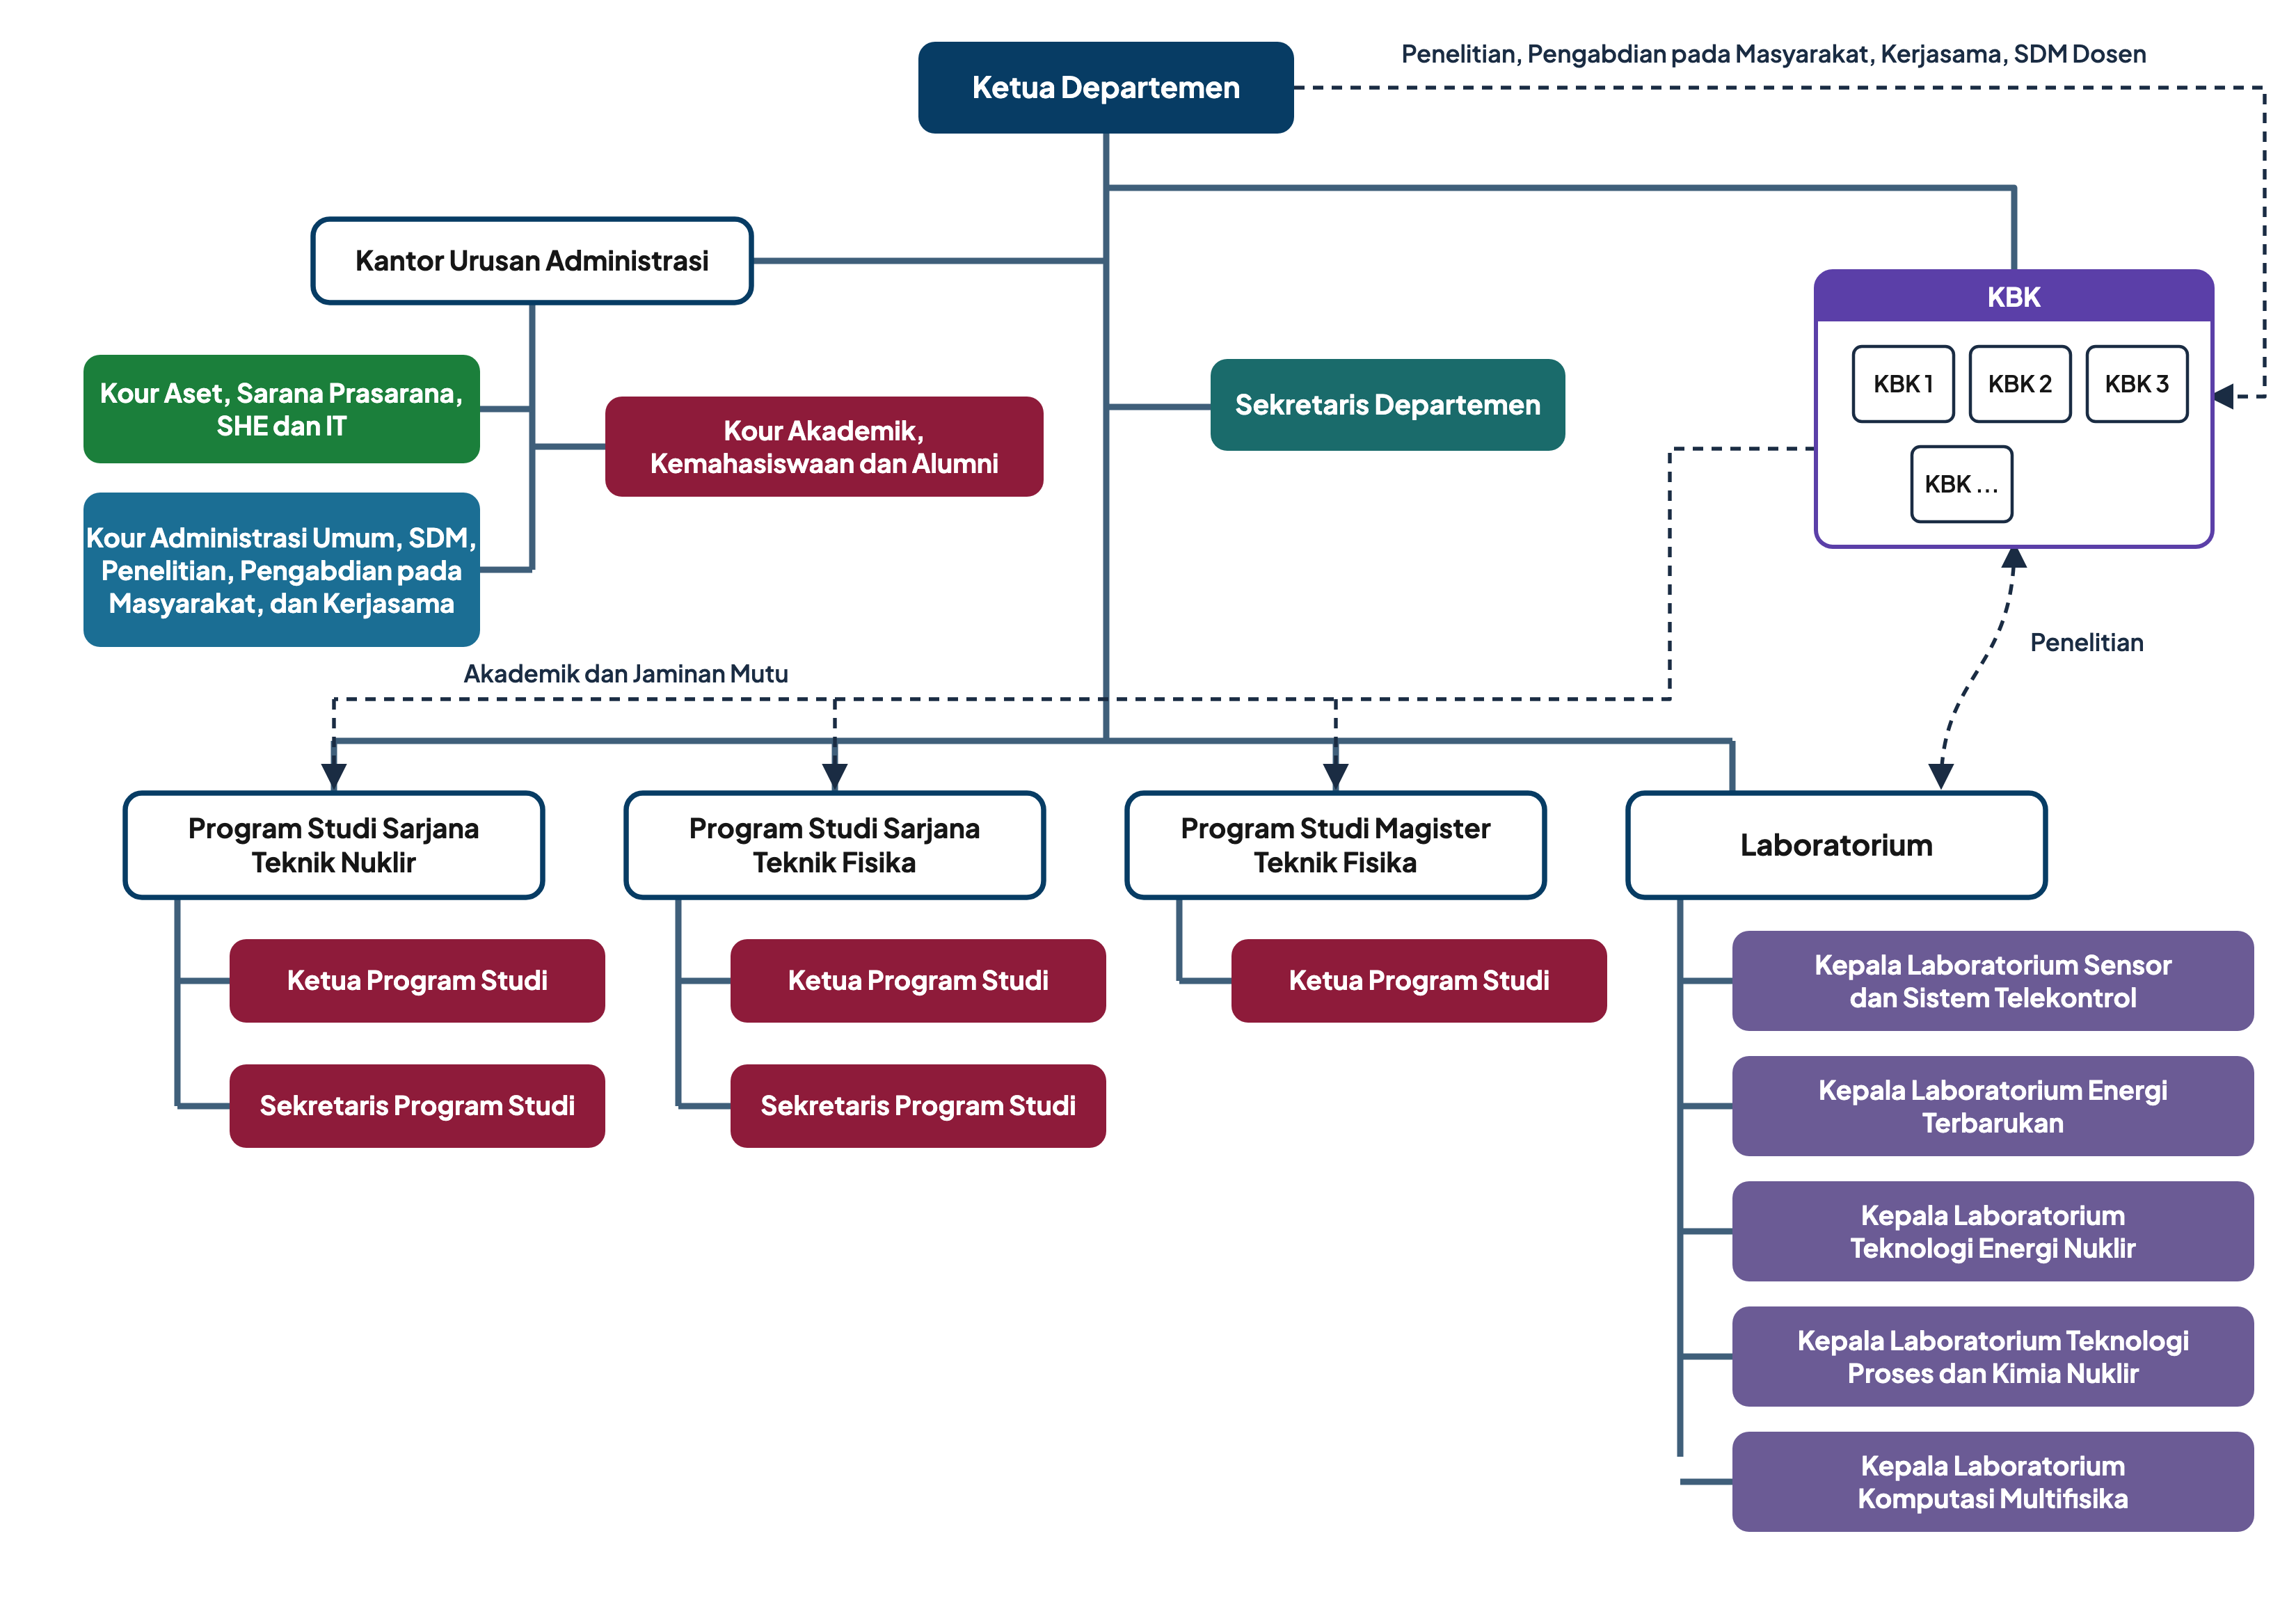 Ketua Departemen
Penelitian, Pengabdian pada Masyarakat, Kerjasama, SDM Dosen
Kantor Urusan Administrasi
KBK
KBK 1
KBK 2
KBK 3
KBK ...
Kour Aset, Sarana Prasarana,
SHE dan IT
Kour Akademik,
Kemahasiswaan dan Alumni
Sekretaris Departemen
Kour Administrasi Umum, SDM,
Penelitian, Pengabdian pada
Masyarakat, dan Kerjasama
Penelitian
Akademik dan Jaminan Mutu
Program Studi Sarjana
Teknik Nuklir
Program Studi Sarjana
Teknik Fisika
Program Studi Magister
Teknik Fisika
Laboratorium
Ketua Program Studi
Sekretaris Program Studi
Ketua Program Studi
Sekretaris Program Studi
Ketua Program Studi
Kepala Laboratorium Sensor
dan Sistem Telekontrol
Kepala Laboratorium Energi
Terbarukan
Kepala Laboratorium
Teknologi Energi Nuklir
Kepala Laboratorium Teknologi
Proses dan Kimia Nuklir
Kepala Laboratorium
Komputasi Multifisika